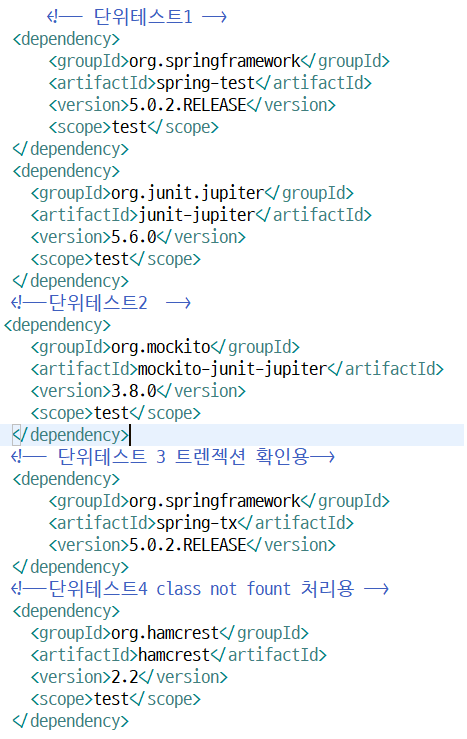 <!-- 단위테스트1 -->
<dependency>
<groupId>org.springframework</groupId>
<artifactId>spring-test</artifactId>
<version>5.0.2.RELEASE</version>
<scope>test</scope>
</dependency>
<dependency>
<groupId>org.junit.jupiter</groupId>
<artifactId>junit-jupiter</artifactId>
<version>5.6.0</version>
<scope>test</scope>
</dependency>
<!--단위테스트2 -->
<dependency>
<groupId>org.mockito</groupId>
<artifactId>mockito-junit-jupiter</artifactId>
<version>3.8.0</version>
<scope>test</scope>
</dependency>
<!-- 단위테스트 3 트렌젝션 확인용-->
<dependency>
<groupId>org.springframework</groupId>
<artifactId>spring-tx</artifactId>
<version>5.0.2.RELEASE</version>
</dependency>
<!--단위테스트4 class not fount 처리용 -->
<dependency>
<groupId>org.hamcrest</groupId>
<artifactId>hamcrest</artifactId>
<version>2.2</version>
<scope>test</scope>
</dependency>